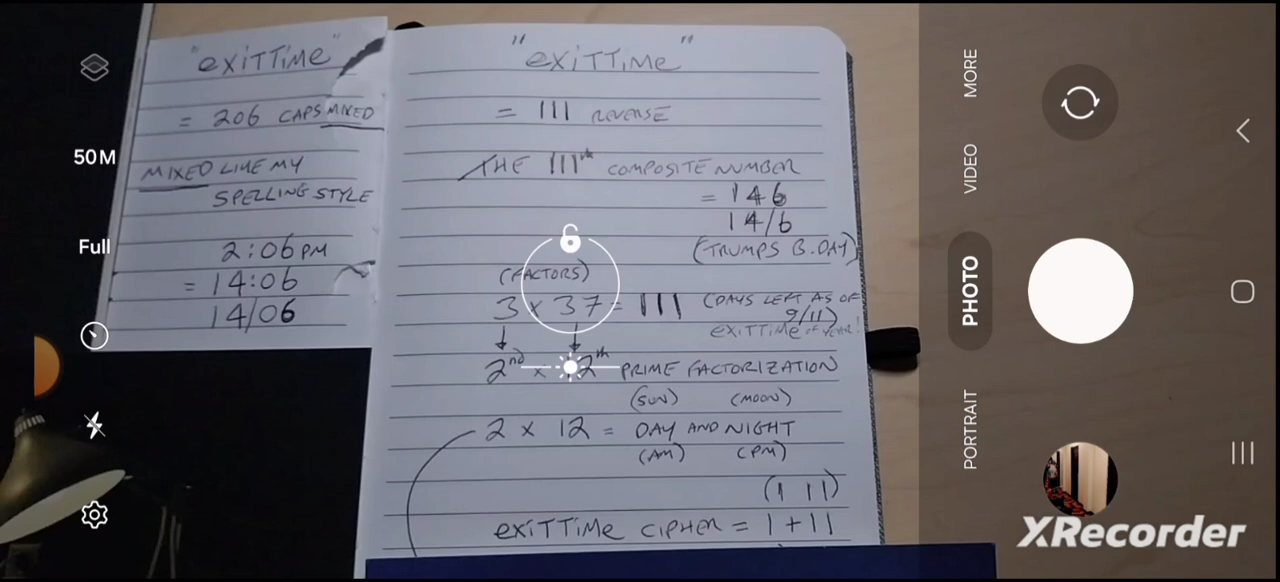 "exiTTime"
= 206 CAPS MIXED
MIXED LIKE MY
SPELLING STYLE
2:06PM
= 14:06
14/06
"exiTTime"
= 111 REVERSE
THE 111th COMPOSITE NUMBER
= 146
14/6
(TRUMPS B.DAY)
(FACTORS)
3 x 37 = 111 (DAYS LEFT AS OF
9/11)
exiTTime OF YEAR!
2nd x 12th PRIME FACTORIZATION
(SUN) (MOON)
2 x 12 = DAY AND NIGHT
(AM) (PM)
(1 11)
exiTTime CIPHER = 1 + 11
50M
Full
MORE
VIDEO
PHOTO
PORTRAIT
XRecorder